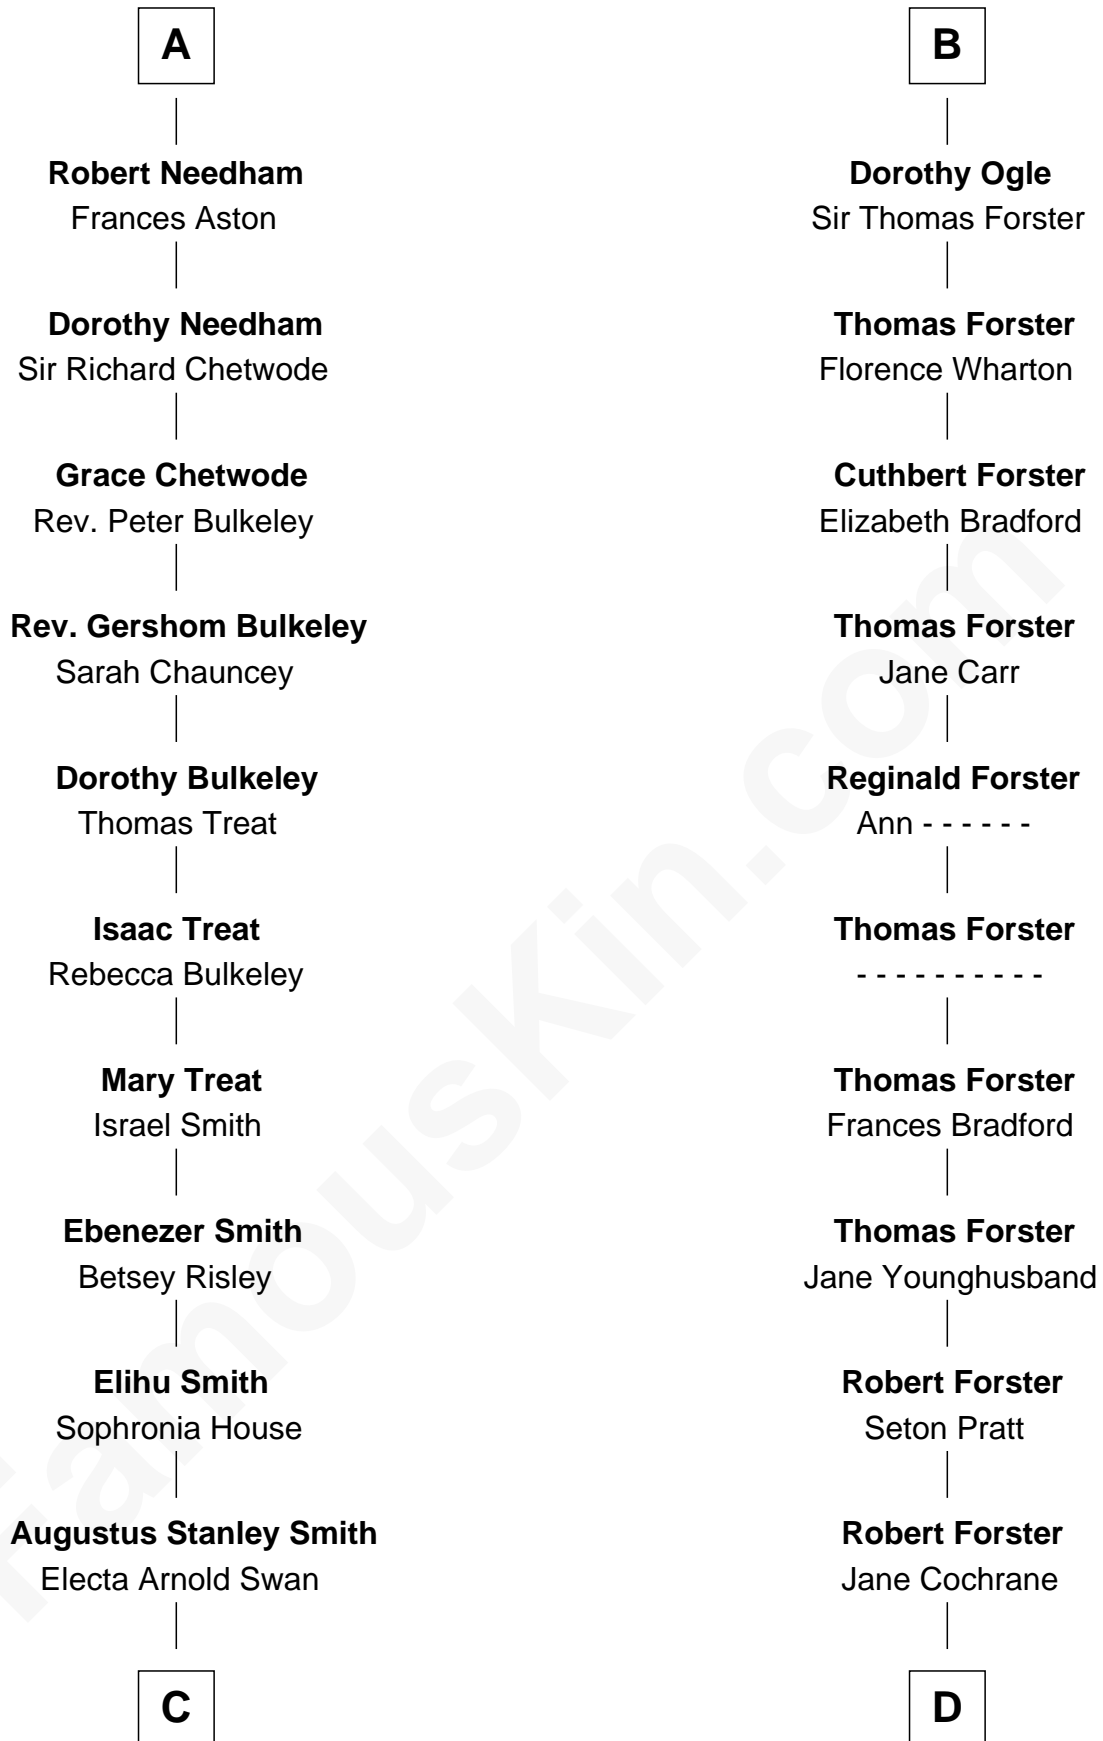 A
Robert Needham
Frances Aston
Dorothy Needham
Sir Richard Chetwode
Grace Chetwode
Rev. Peter Bulkeley
Rev. Gershom Bulkeley
Sarah Chauncey
Dorothy Bulkeley
Thomas Treat
Isaac Treat
Rebecca Bulkeley
Mary Treat
Israel Smith
Ebenezer Smith
Betsey Risley
Elihu Smith
Sophronia House
Augustus Stanley Smith
Electa Arnold Swan
C
B
Dorothy Ogle
Sir Thomas Forster
Thomas Forster
Florence Wharton
Cuthbert Forster
Elizabeth Bradford
Thomas Forster
Jane Carr
Reginald Forster
Ann - - - - - -
Thomas Forster
- - - - - - - - - -
Thomas Forster
Frances Bradford
Thomas Forster
Jane Younghusband
Robert Forster
Seton Pratt
Robert Forster
Jane Cochrane
D
FamousKin.com